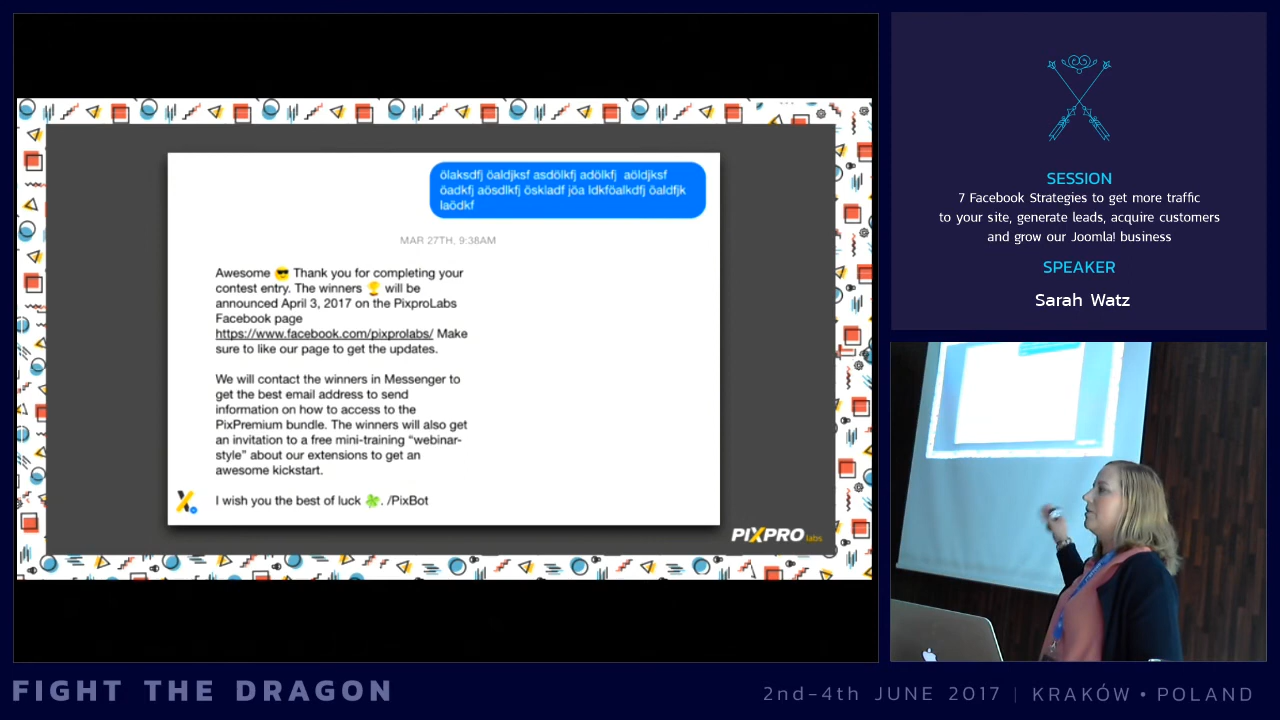 ölaksdfj öaldjksf asdölkfj adölkfj aöldjksf
öadkfj aösdlkfj öskladf jöa ldkföalkdfj öaldfjk
laödkf
MAR 27TH, 9:38AM
Awesome 😎 Thank you for completing your
contest entry. The winners 🏆 will be
announced April 3, 2017 on the PixproLabs
Facebook page
https://www.facebook.com/pixprolabs/ Make
sure to like our page to get the updates.
We will contact the winners in Messenger to
get the best email address to send
information on how to access to the
PixPremium bundle. The winners will also get
an invitation to a free mini-training “webinar-
style” about our extensions to get an
awesome kickstart.
I wish you the best of luck 🍀. /PixBot
PIXPRO labs
SESSION
7 Facebook Strategies to get more traffic
to your site, generate leads, acquire customers
and grow our Joomla! business
SPEAKER
Sarah Watz
FIGHT THE DRAGON
2nd-4th JUNE 2017 | KRAKÓW • POLAND